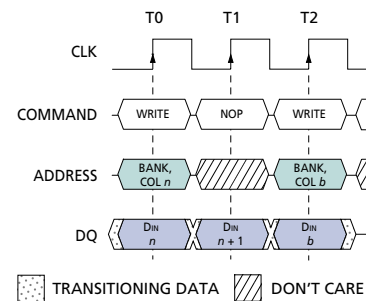 T0 T1 T2
CLK
COMMAND WRITE NOP WRITE
ADDRESS BANK, COL n BANK, COL b
DQ DIN n DIN n + 1 DIN b
TRANSITIONING DATA DON'T CARE